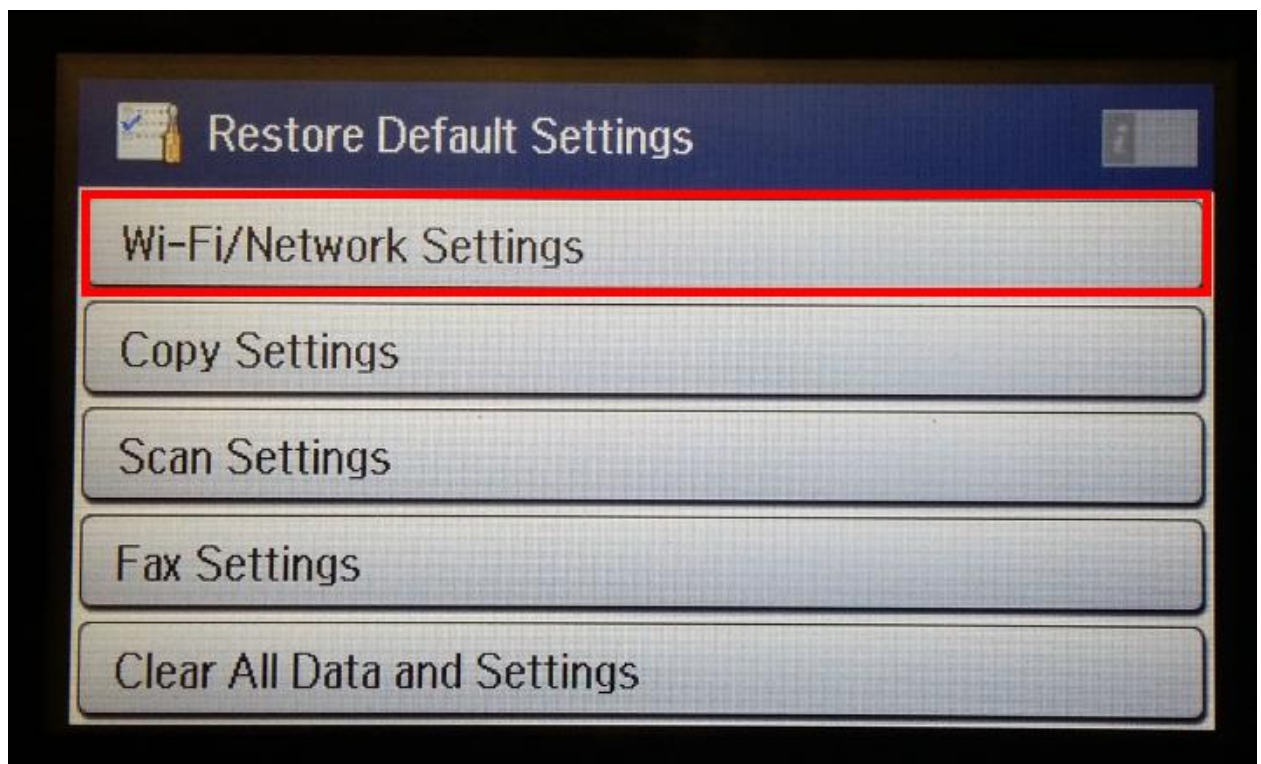 Restore Default Settings
i
Wi-Fi/Network Settings
Copy Settings
Scan Settings
Fax Settings
Clear All Data and Settings